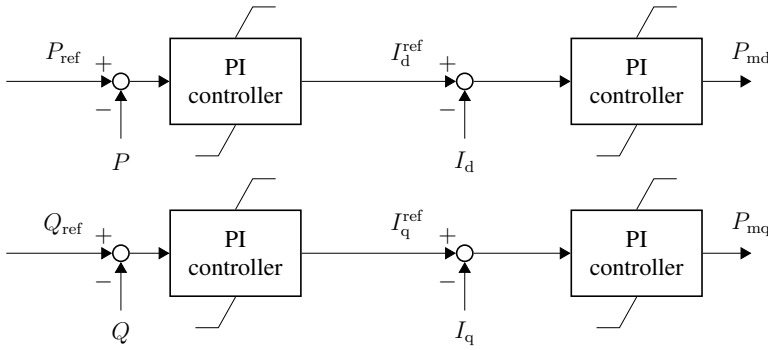 P_ref + − P PI controller I_d^ref + − I_d PI controller P_md
Q_ref + − Q PI controller I_q^ref + − I_q PI controller P_mq